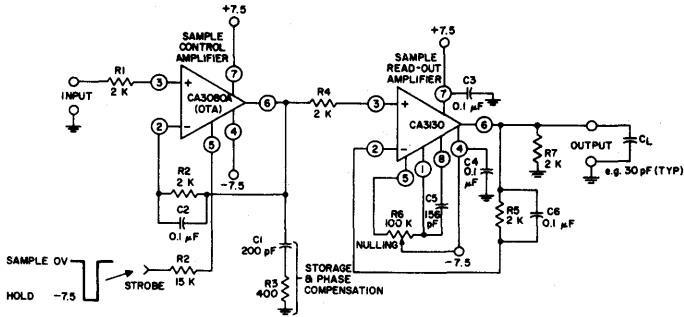 +7.5
SAMPLE
CONTROL
AMPLIFIER
7
R1
2 K
3
+
CA3080A
(OTA)
6
INPUT
2
−
5
4
−7.5
R2
2 K
C2
0.1 µF
C1
200 pF
R3
400
STORAGE
& PHASE
COMPENSATION
SAMPLE 0V
HOLD −7.5
STROBE
R2
15 K
R4
2 K
+7.5
SAMPLE
READ-OUT
AMPLIFIER
7
C3
0.1 µF
3
+
CA3130
6
2
−
5
1
8
4
C4
0.1
µF
C5
156
pF
R6
100 K
NULLING
−7.5
R5
2 K
C6
0.1 µF
R7
2 K
OUTPUT
CL
e.g. 30 pF (TYP)